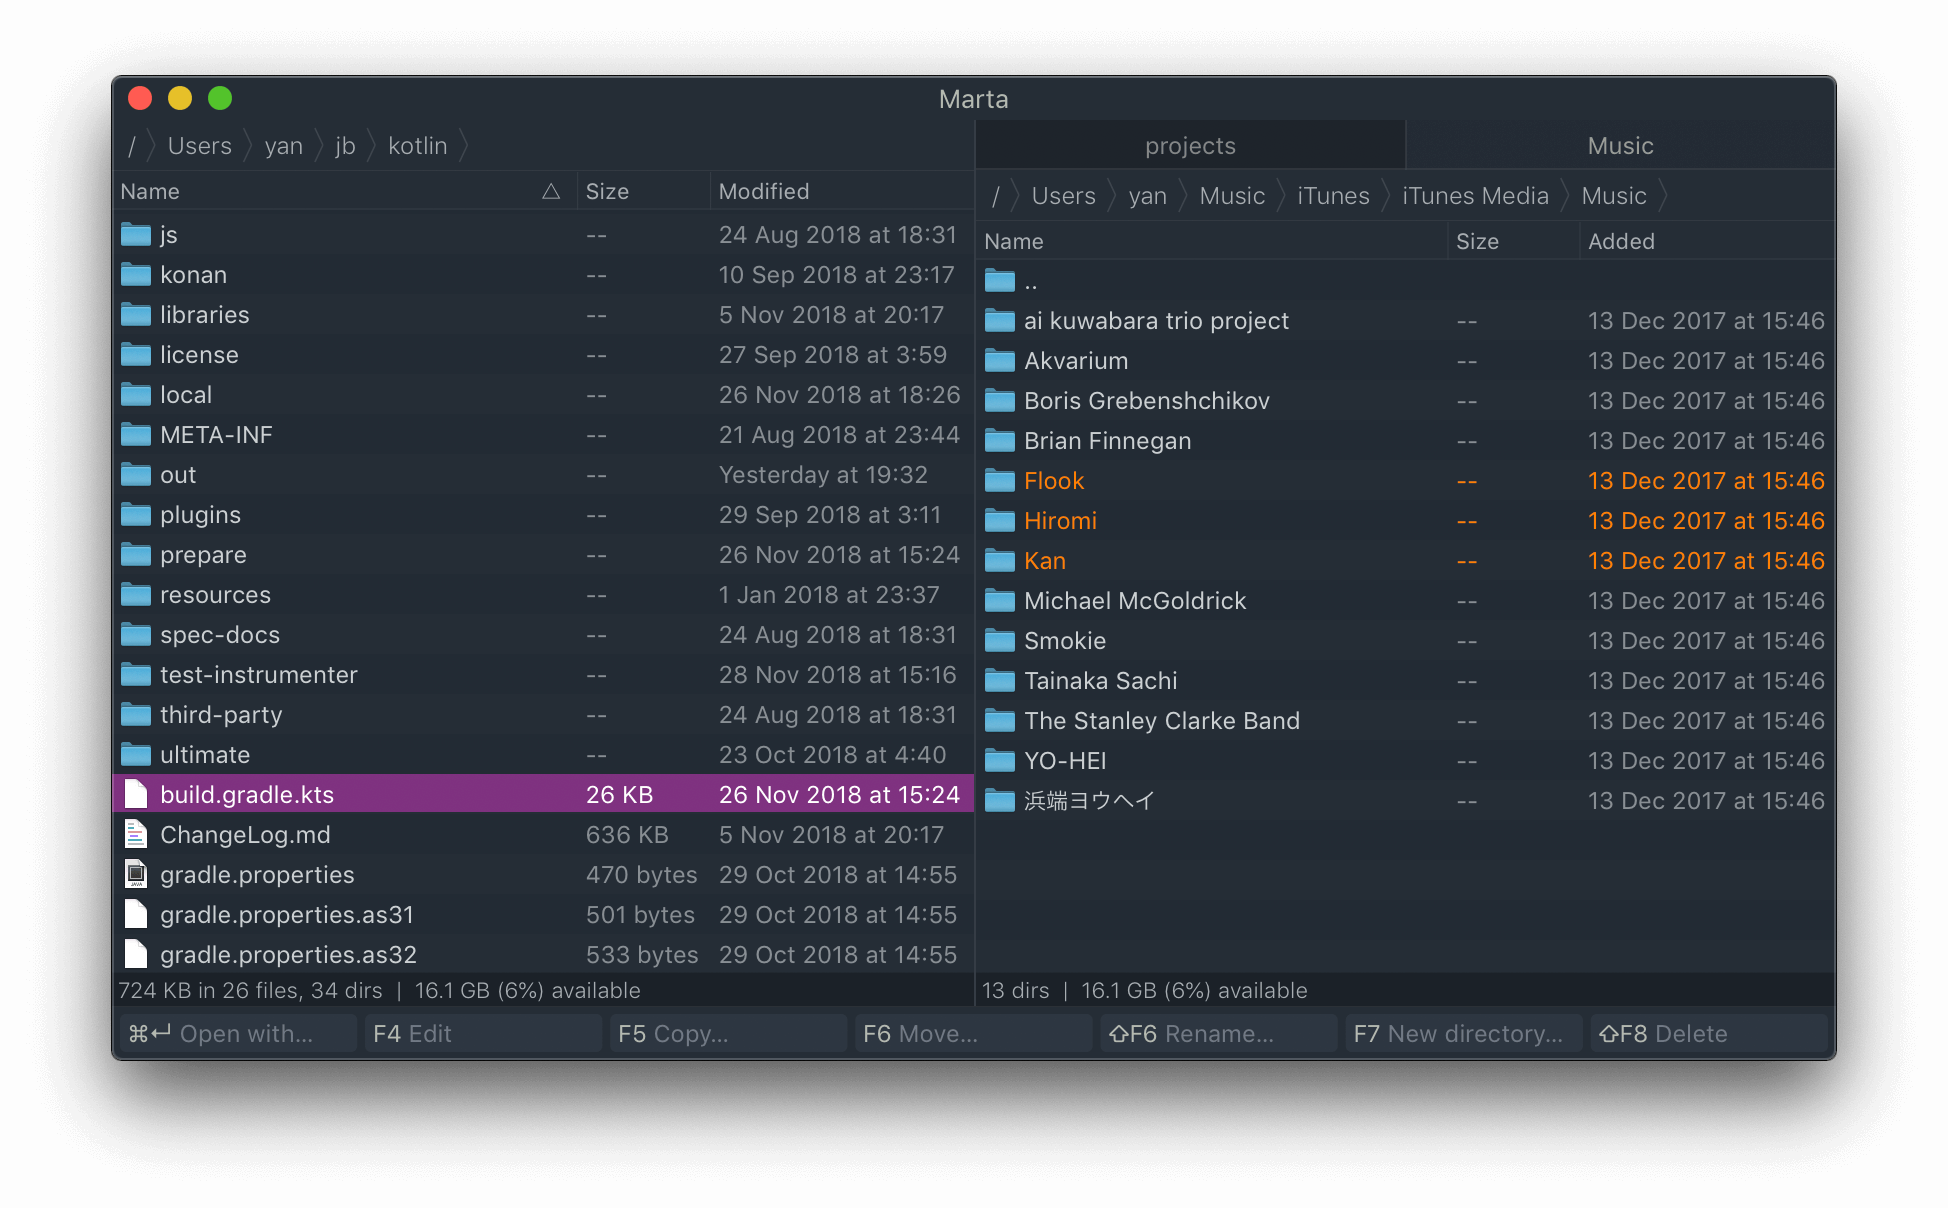 Marta
/ Users yan jb kotlin
Name △ Size Modified
js -- 24 Aug 2018 at 18:31
konan -- 10 Sep 2018 at 23:17
libraries -- 5 Nov 2018 at 20:17
license -- 27 Sep 2018 at 3:59
local -- 26 Nov 2018 at 18:26
META-INF -- 21 Aug 2018 at 23:44
out -- Yesterday at 19:32
plugins -- 29 Sep 2018 at 3:11
prepare -- 26 Nov 2018 at 15:24
resources -- 1 Jan 2018 at 23:37
spec-docs -- 24 Aug 2018 at 18:31
test-instrumenter -- 28 Nov 2018 at 15:16
third-party -- 24 Aug 2018 at 18:31
ultimate -- 23 Oct 2018 at 4:40
build.gradle.kts 26 KB 26 Nov 2018 at 15:24
ChangeLog.md 636 KB 5 Nov 2018 at 20:17
gradle.properties 470 bytes 29 Oct 2018 at 14:55
gradle.properties.as31 501 bytes 29 Oct 2018 at 14:55
gradle.properties.as32 533 bytes 29 Oct 2018 at 14:55
724 KB in 26 files, 34 dirs | 16.1 GB (6%) available
projects Music
/ Users yan Music iTunes iTunes Media Music
Name Size Added
..
ai kuwabara trio project -- 13 Dec 2017 at 15:46
Akvarium -- 13 Dec 2017 at 15:46
Boris Grebenshchikov -- 13 Dec 2017 at 15:46
Brian Finnegan -- 13 Dec 2017 at 15:46
Flook -- 13 Dec 2017 at 15:46
Hiromi -- 13 Dec 2017 at 15:46
Kan -- 13 Dec 2017 at 15:46
Michael McGoldrick -- 13 Dec 2017 at 15:46
Smokie -- 13 Dec 2017 at 15:46
Tainaka Sachi -- 13 Dec 2017 at 15:46
The Stanley Clarke Band -- 13 Dec 2017 at 15:46
YO-HEI -- 13 Dec 2017 at 15:46
浜端ヨウヘイ -- 13 Dec 2017 at 15:46
13 dirs | 16.1 GB (6%) available
⌘↩ Open with... F4 Edit F5 Copy... F6 Move... ⇧F6 Rename... F7 New directory... ⇧F8 Delete